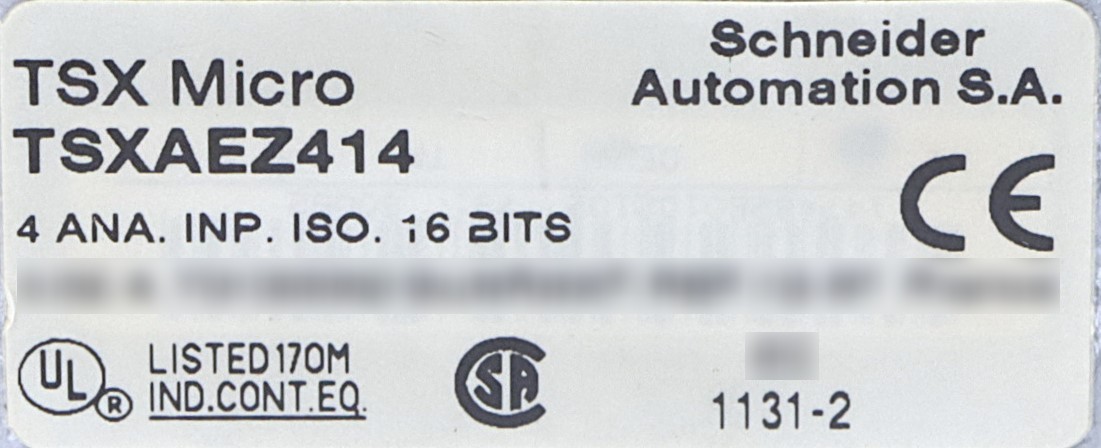 Schneider
Automation S.A.
TSX Micro
TSXAEZ414
4 ANA. INP. ISO. 16 BITS
CE
UL ® LISTED 170M
IND.CONT.EQ.
SA
1131-2